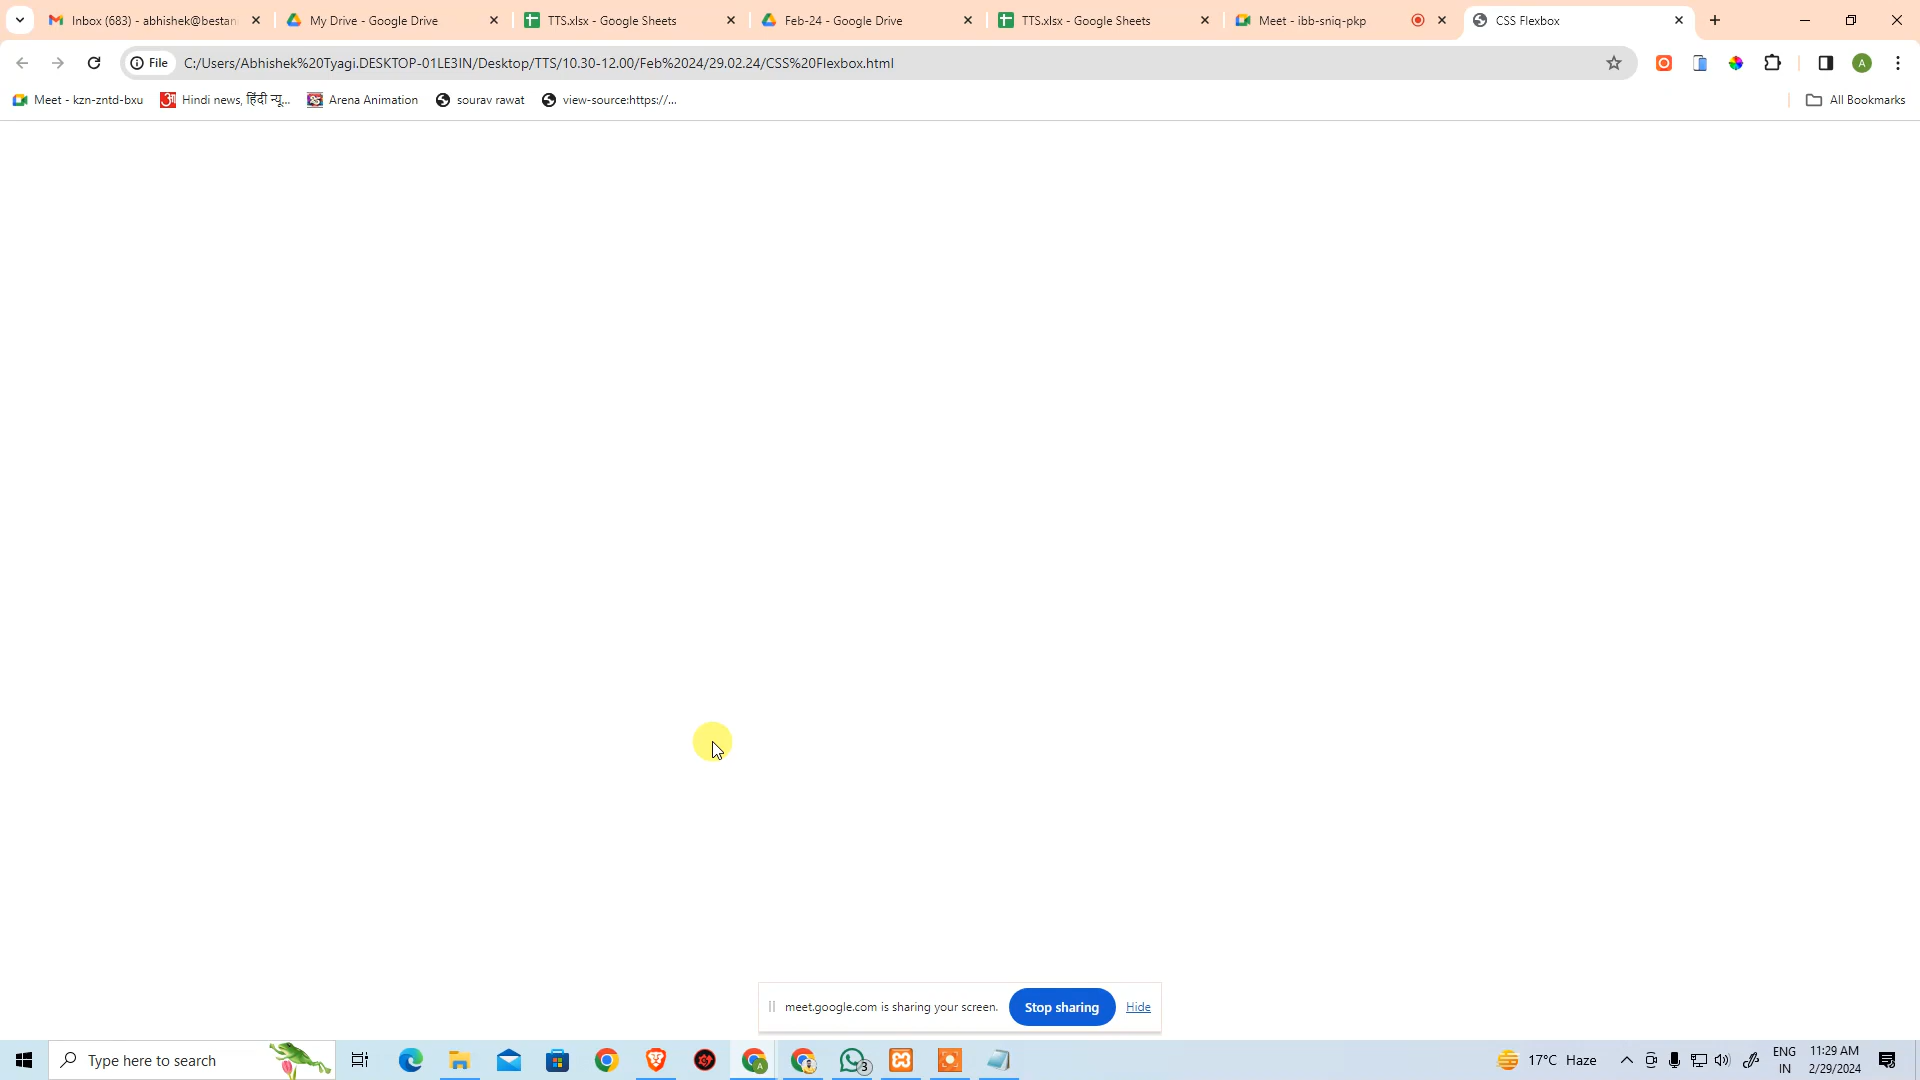 Inbox (683) - abhishek@bestan
My Drive - Google Drive
TTS.xlsx - Google Sheets
Feb-24 - Google Drive
TTS.xlsx - Google Sheets
Meet - ibb-sniq-pkp
CSS Flexbox
File
C:/Users/Abhishek%20Tyagi.DESKTOP-01LE3IN/Desktop/TTS/10.30-12.00/Feb%2024/29.02.24/CSS%20Flexbox.html
A
Meet - kzn-zntd-bxu
Hindi news, हिंदी न्यू...
Arena Animation
sourav rawat
view-source:https://...
All Bookmarks
meet.google.com is sharing your screen.
Stop sharing
Hide
Type here to search
A
3
17°C Haze
ENG
IN
11:29 AM
2/29/2024